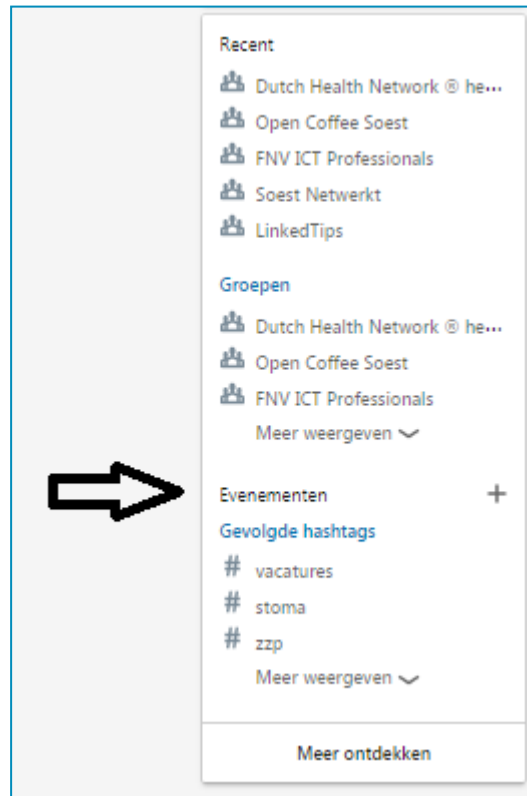 Recent
Dutch Health Network ® he...
Open Coffee Soest
FNV ICT Professionals
Soest Netwerkt
LinkedTips
Groepen
Dutch Health Network ® he...
Open Coffee Soest
FNV ICT Professionals
Meer weergeven
Evenementen +
Gevolgde hashtags
# vacatures
# stoma
# zzp
Meer weergeven
Meer ontdekken